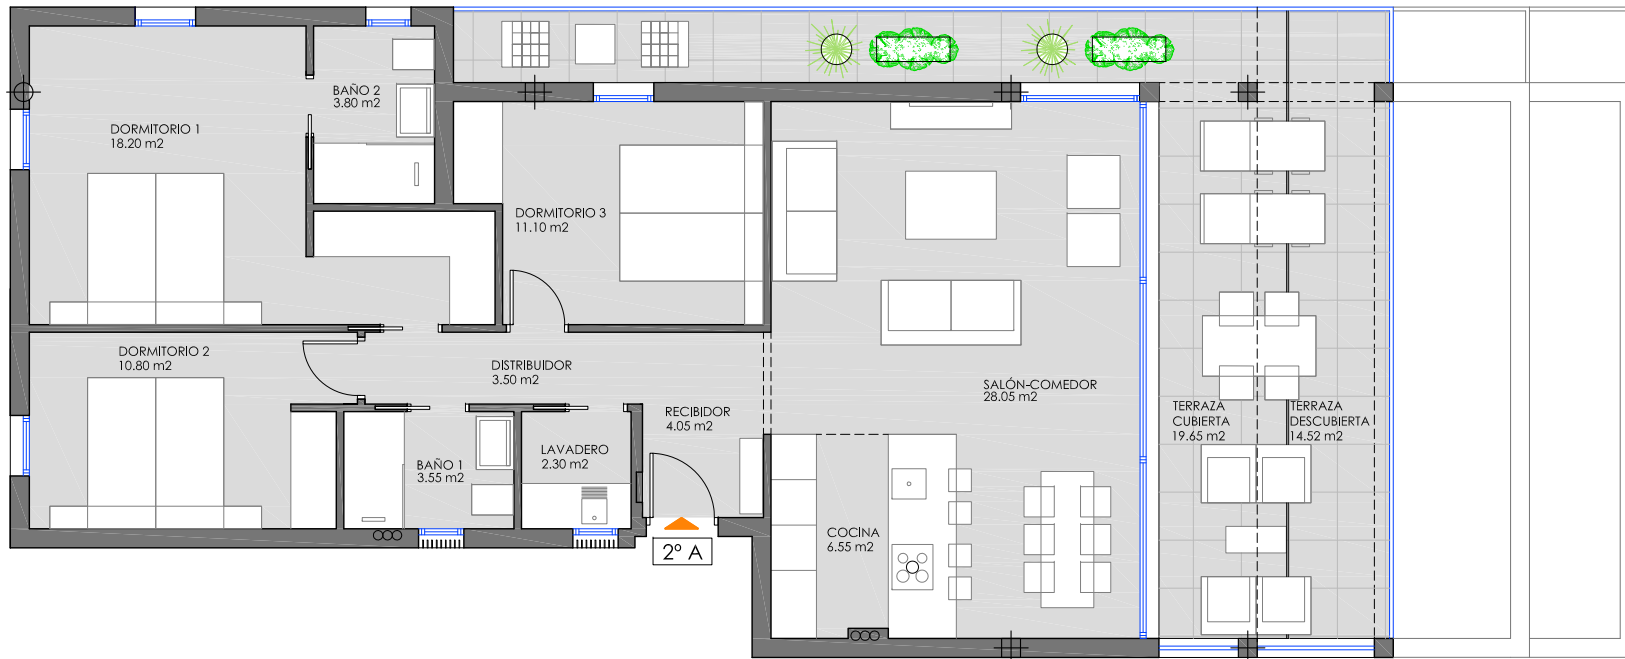 BAÑO 2
3.80 m2
DORMITORIO 1
18.20 m2
DORMITORIO 3
11.10 m2
DORMITORIO 2
10.80 m2
DISTRIBUIDOR
3.50 m2
SALÓN-COMEDOR
28.05 m2
RECIBIDOR
4.05 m2
TERRAZA
CUBIERTA
19.65 m2
TERRAZA
DESCUBIERTA
14.52 m2
BAÑO 1
3.55 m2
LAVADERO
2.30 m2
COCINA
6.55 m2
2º A